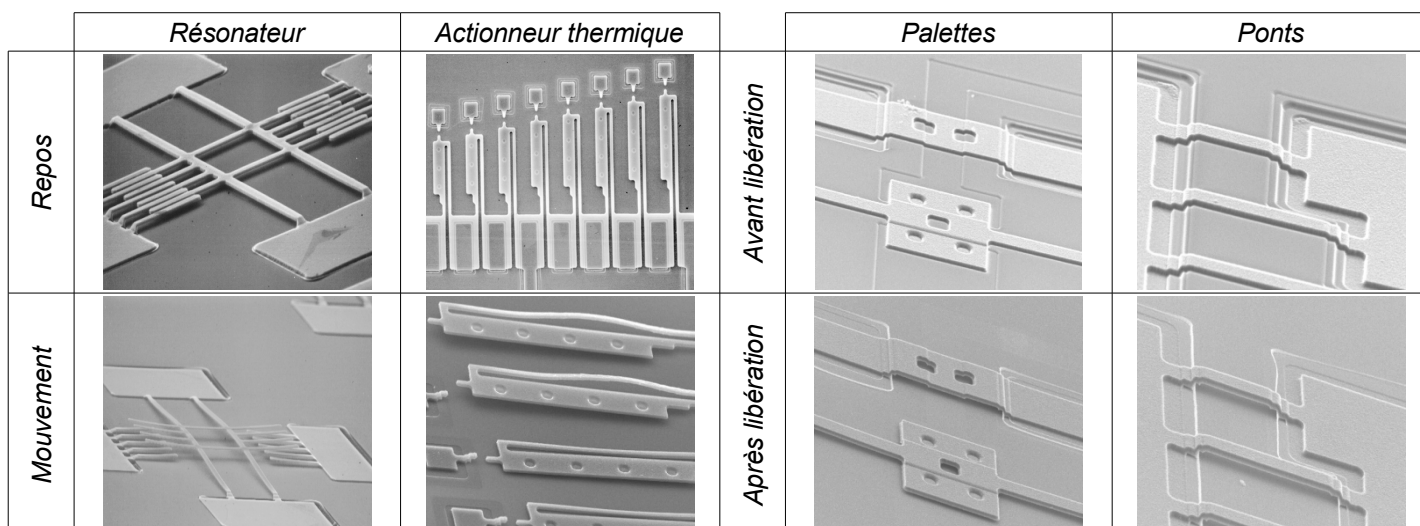 Résonateur
Actionneur thermique
Palettes
Ponts
Repos
Avant libération
Mouvement
Après libération